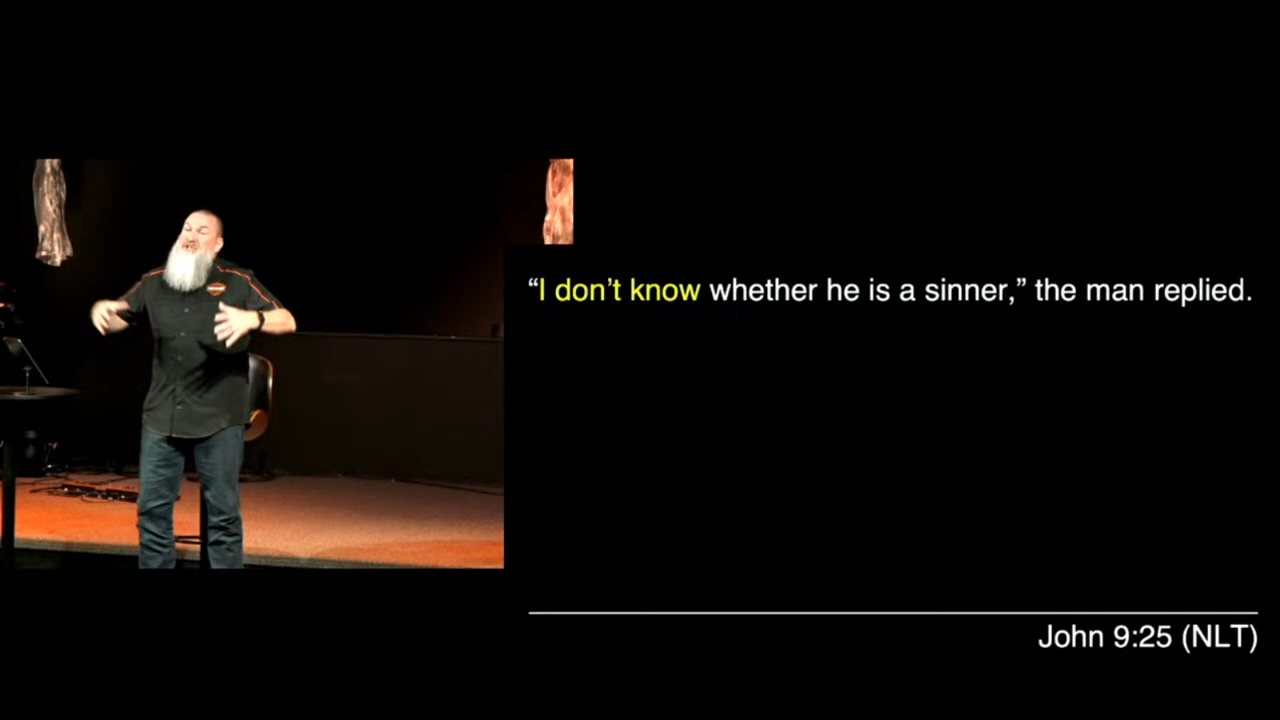 “I don’t know whether he is a sinner,” the man replied.
John 9:25 (NLT)